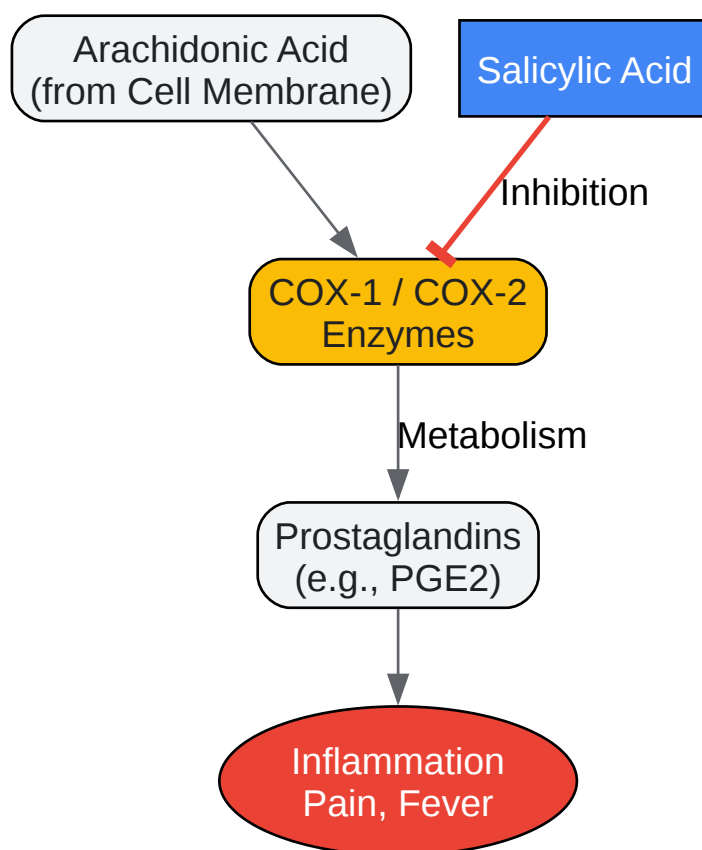 Arachidonic Acid
(from Cell Membrane)
Salicylic Acid
Inhibition
COX-1 / COX-2
Enzymes
Metabolism
Prostaglandins
(e.g., PGE2)
Inflammation
Pain, Fever